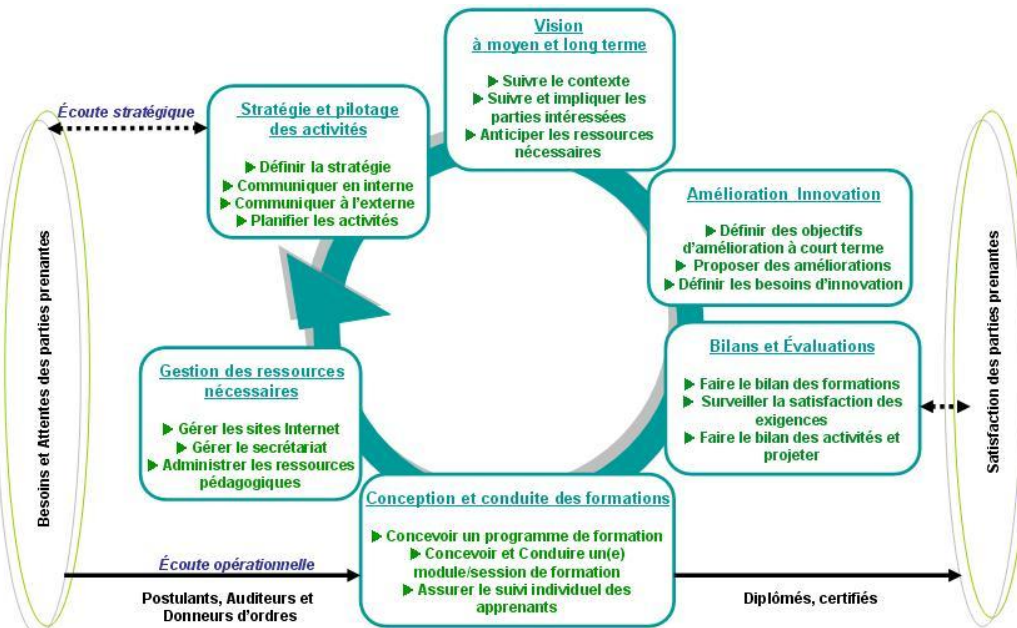 Vision
à moyen et long terme
► Suivre le contexte
► Suivre et impliquer les
parties intéressées
► Anticiper les ressources
nécessaires
Écoute stratégique
Stratégie et pilotage
des activités
► Définir la stratégie
► Communiquer en interne
► Communiquer à l'externe
► Planifier les activités
Amélioration Innovation
► Définir des objectifs
d'amélioration à court terme
► Proposer des améliorations
► Définir les besoins d'innovation
Besoins et Attentes des parties prenantes
Satisfaction des parties prenantes
Gestion des ressources
nécessaires
► Gérer les sites Internet
► Gérer le secrétariat
► Administrer les ressources
pédagogiques
Bilans et Évaluations
► Faire le bilan des formations
► Surveiller la satisfaction des
exigences
► Faire le bilan des activités et
projeter
Conception et conduite des formations
► Concevoir un programme de formation
► Concevoir et Conduire un(e)
module/session de formation
► Assurer le suivi individuel des
apprenants
Écoute opérationnelle
Postulants, Auditeurs et
Donneurs d'ordres
Diplômés, certifiés